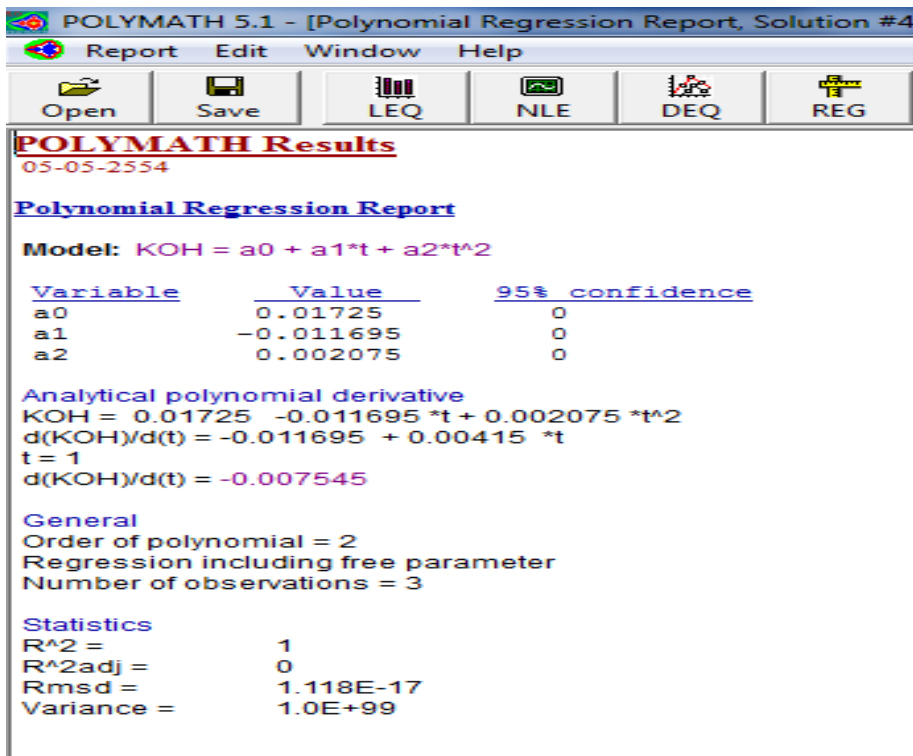 POLYMATH 5.1 - [Polynomial Regression Report, Solution #4
Report Edit Window Help
Open Save LEQ NLE DEQ REG
POLYMATH Results
05-05-2554
Polynomial Regression Report
Model: KOH = a0 + a1*t + a2*t^2
Variable Value 95% confidence
a0 0.01725 0
a1 -0.011695 0
a2 0.002075 0
Analytical polynomial derivative
KOH = 0.01725 -0.011695 *t + 0.002075 *t^2
d(KOH)/d(t) = -0.011695 + 0.00415 *t
t = 1
d(KOH)/d(t) = -0.007545
General
Order of polynomial = 2
Regression including free parameter
Number of observations = 3
Statistics
R^2 = 1
R^2adj = 0
Rmsd = 1.118E-17
Variance = 1.0E+99